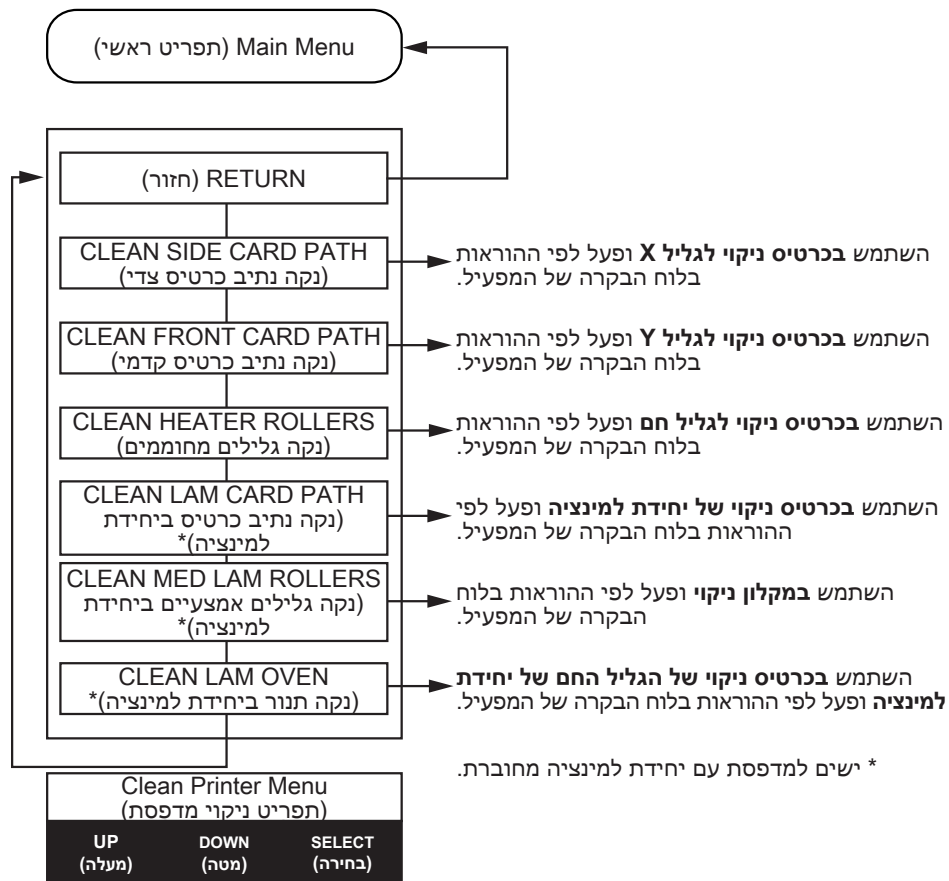 Main Menu (תפריט ראשי)
RETURN (חזור)
CLEAN SIDE CARD PATH
(נקה נתיב כרטיס צדי)
השתמש בכרטיס ניקוי לגליל X ופעל לפי ההוראות
בלוח הבקרה של המפעיל.
CLEAN FRONT CARD PATH
(נקה נתיב כרטיס קדמי)
השתמש בכרטיס ניקוי לגליל Y ופעל לפי ההוראות
בלוח הבקרה של המפעיל.
CLEAN HEATER ROLLERS
(נקה גלילים מחוממים)
השתמש בכרטיס ניקוי לגליל חם ופעל לפי ההוראות
בלוח הבקרה של המפעיל.
CLEAN LAM CARD PATH
(נקה נתיב כרטיס ביחידת
למינציה)*
השתמש בכרטיס ניקוי של יחידת למינציה ופעל לפי
ההוראות בלוח הבקרה של המפעיל.
CLEAN MED LAM ROLLERS
(נקה גלילים אמצעיים ביחידת
למינציה)*
השתמש במקלון ניקוי ופעל לפי ההוראות בלוח
הבקרה של המפעיל.
CLEAN LAM OVEN
(נקה תנור ביחידת למינציה)*
השתמש בכרטיס ניקוי של הגליל החם של יחידת
למינציה ופעל לפי ההוראות בלוח הבקרה של המפעיל.
* ישים למדפסת עם יחידת למינציה מחוברת.
Clean Printer Menu
(תפריט ניקוי מדפסת)
UP DOWN SELECT
(מעלה) (מטה) (בחירה)